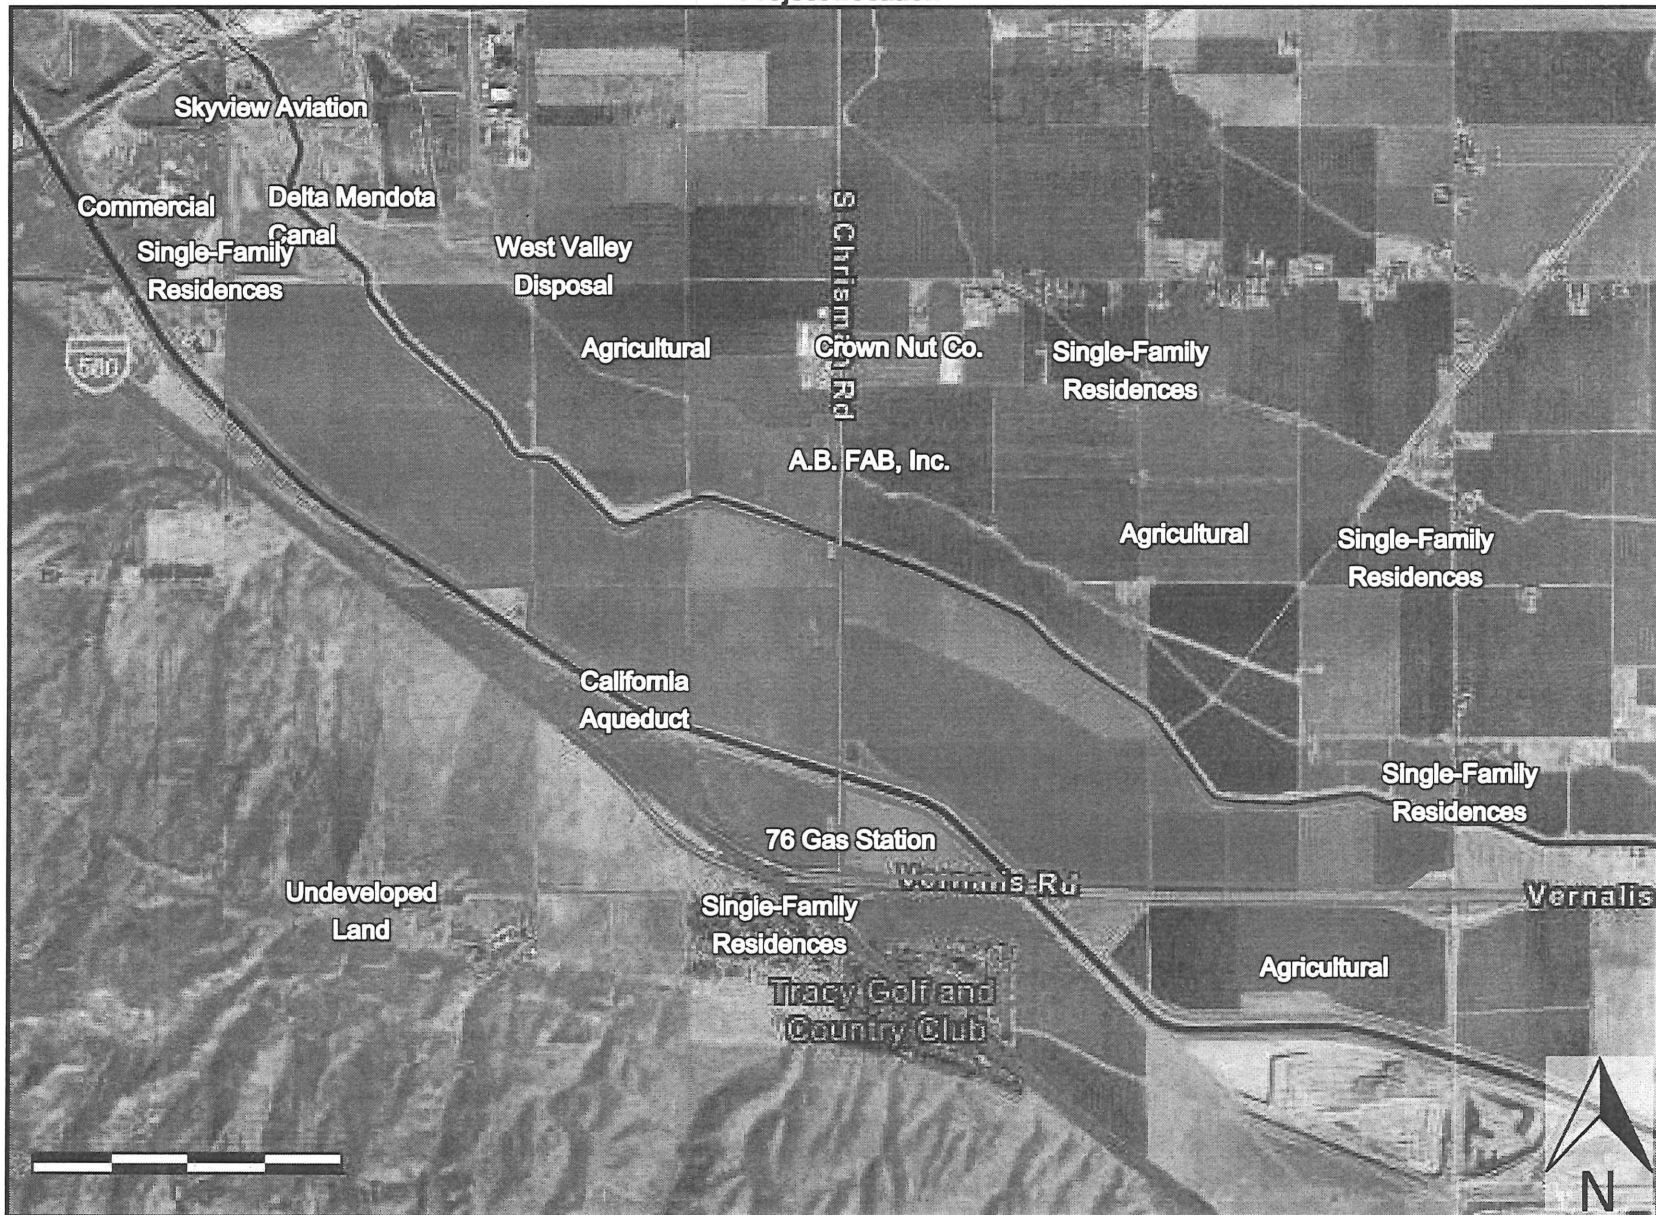 Skyview Aviation
Commercial
Delta Mendota
Canal
Single-Family
Residences
West Valley
Disposal
S Chrisman Rd
580
Agricultural
Crown Nut Co.
Single-Family
Residences
A.B. FAB, Inc.
Agricultural
Single-Family
Residences
California
Aqueduct
Single-Family
Residences
76 Gas Station
Vernalis Rd
Vernalis
Undeveloped
Land
Single-Family
Residences
Agricultural
Tracy Golf and
Country Club
N